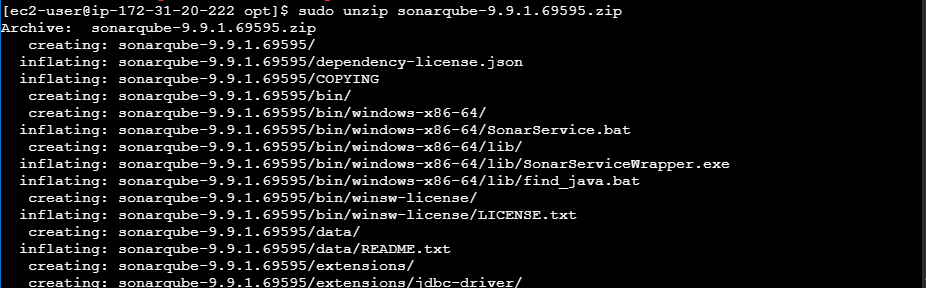 [ec2-user@ip-172-31-20-222 opt]$ sudo unzip sonarqube-9.9.1.69595.zip
Archive:  sonarqube-9.9.1.69595.zip
   creating: sonarqube-9.9.1.69595/
  inflating: sonarqube-9.9.1.69595/dependency-license.json
  inflating: sonarqube-9.9.1.69595/COPYING
   creating: sonarqube-9.9.1.69595/bin/
   creating: sonarqube-9.9.1.69595/bin/windows-x86-64/
  inflating: sonarqube-9.9.1.69595/bin/windows-x86-64/SonarService.bat
   creating: sonarqube-9.9.1.69595/bin/windows-x86-64/lib/
  inflating: sonarqube-9.9.1.69595/bin/windows-x86-64/lib/SonarServiceWrapper.exe
  inflating: sonarqube-9.9.1.69595/bin/windows-x86-64/lib/find_java.bat
   creating: sonarqube-9.9.1.69595/bin/winsw-license/
  inflating: sonarqube-9.9.1.69595/bin/winsw-license/LICENSE.txt
   creating: sonarqube-9.9.1.69595/data/
  inflating: sonarqube-9.9.1.69595/data/README.txt
   creating: sonarqube-9.9.1.69595/extensions/
   creating: sonarqube-9.9.1.69595/extensions/jdbc-driver/